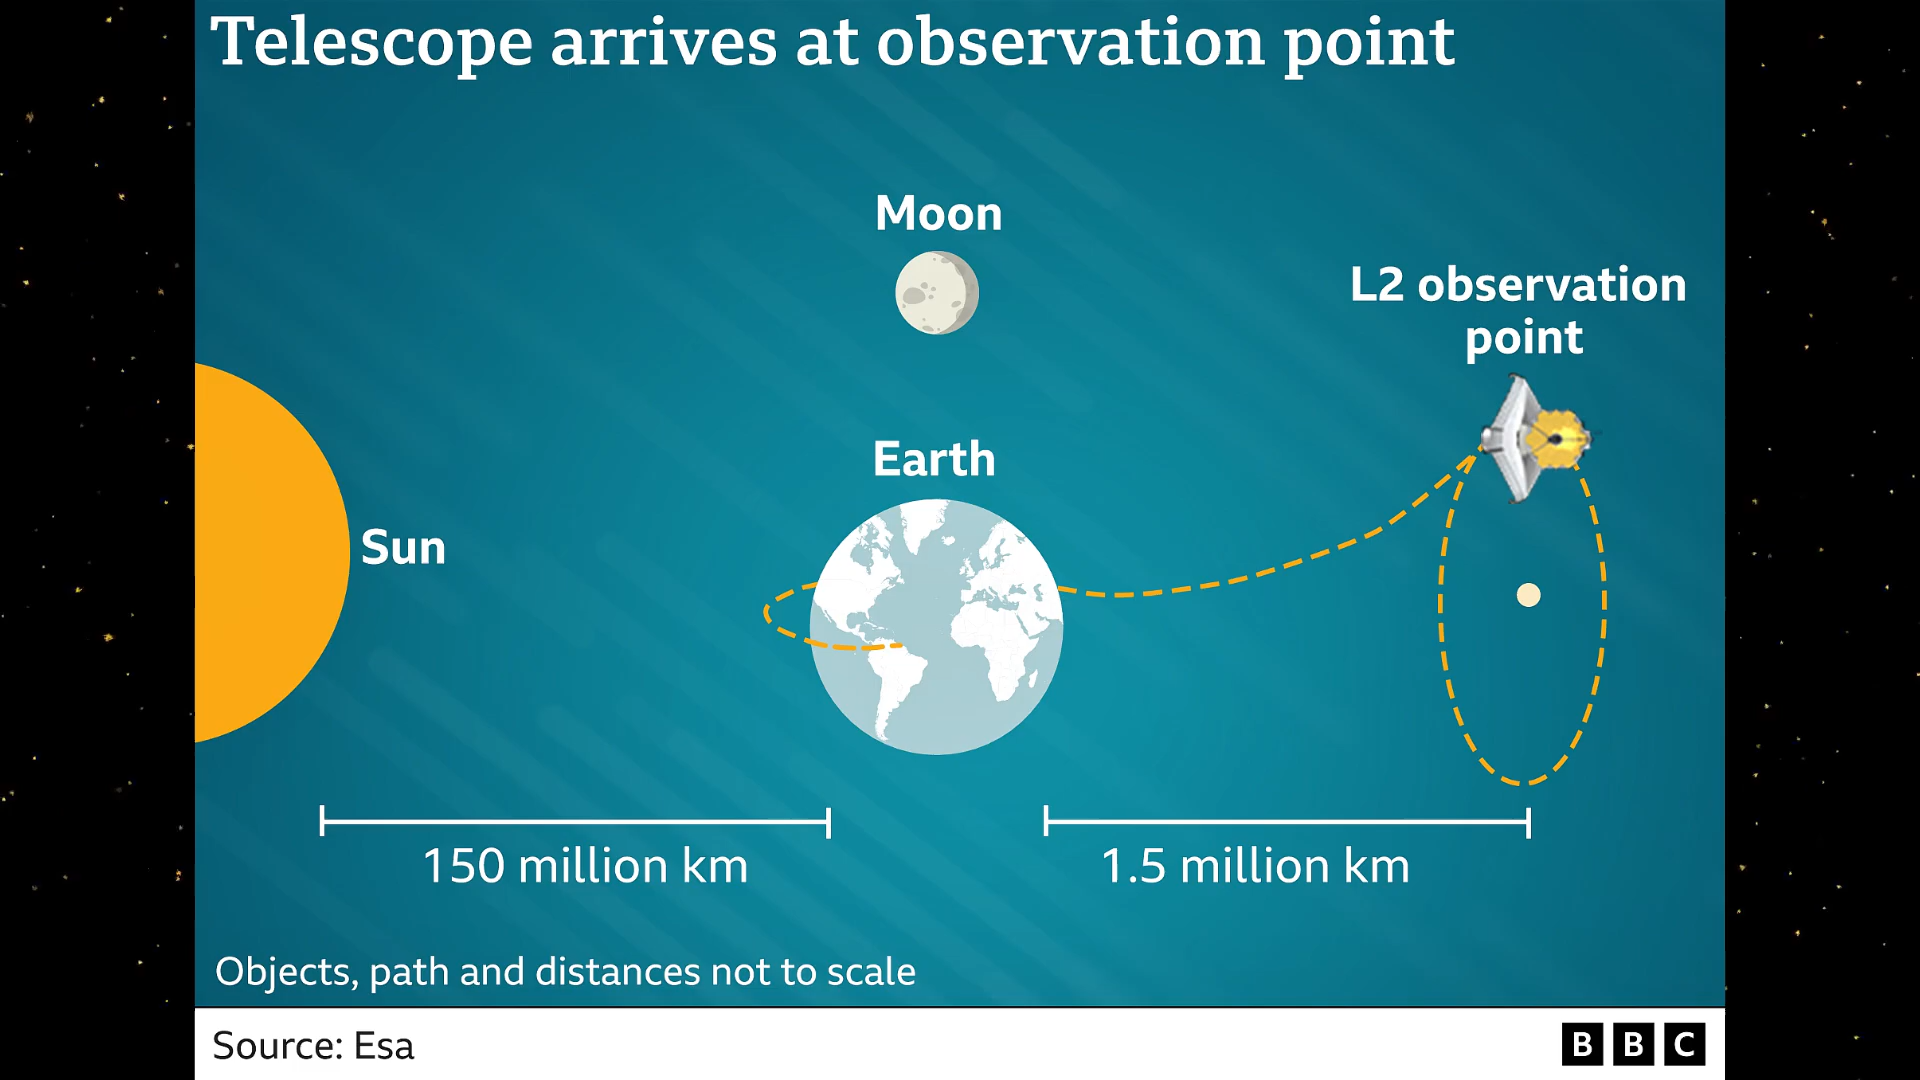 Telescope arrives at observation point
Moon
L2 observation
point
Earth
Sun
150 million km
1.5 million km
Objects, path and distances not to scale
Source: Esa
BBC